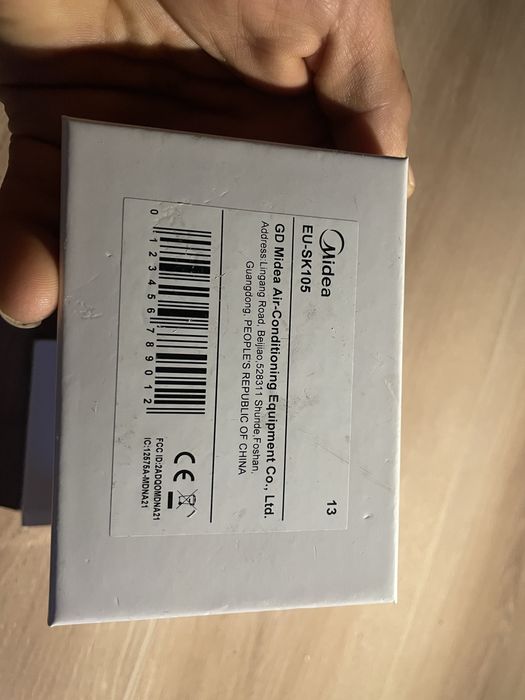 Midea
EU-SK105
13
GD Midea Air-Conditioning Equipment Co., Ltd.
Address:Lingang Road, Beijiao,528311 Shunde,Foshan,
Guangdong, PEOPLE'S REPUBLIC OF CHINA
0 1 2 3 4 5 6 7 8 9 0 1 2
CE
FCC ID:2ADQOMDNA21
IC:12575A-MDNA21